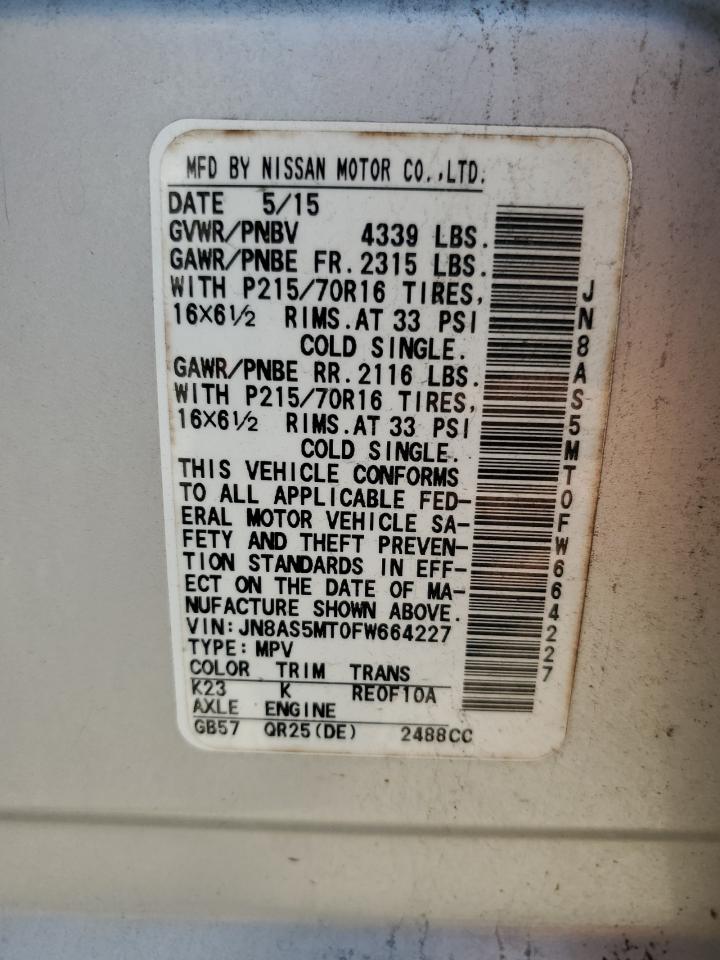 MFD BY NISSAN MOTOR CO.,LTD.
DATE 5/15
GVWR/PNBV 4339 LBS.
GAWR/PNBE FR. 2315 LBS.
WITH P215/70R16 TIRES,
16×6½ RIMS. AT 33 PSI
COLD SINGLE.
GAWR/PNBE RR. 2116 LBS.
WITH P215/70R16 TIRES,
16×6½ RIMS. AT 33 PSI
COLD SINGLE.
THIS VEHICLE CONFORMS
TO ALL APPLICABLE FED-
ERAL MOTOR VEHICLE SA-
FETY AND THEFT PREVEN-
TION STANDARDS IN EFF-
ECT ON THE DATE OF MA-
NUFACTURE SHOWN ABOVE.
VIN: JN8AS5MT0FW664227
TYPE: MPV
COLOR TRIM TRANS
K23 K RE0F10A
AXLE ENGINE
GB57 QR25(DE) 2488CC
JN8AS5MT0FW664227